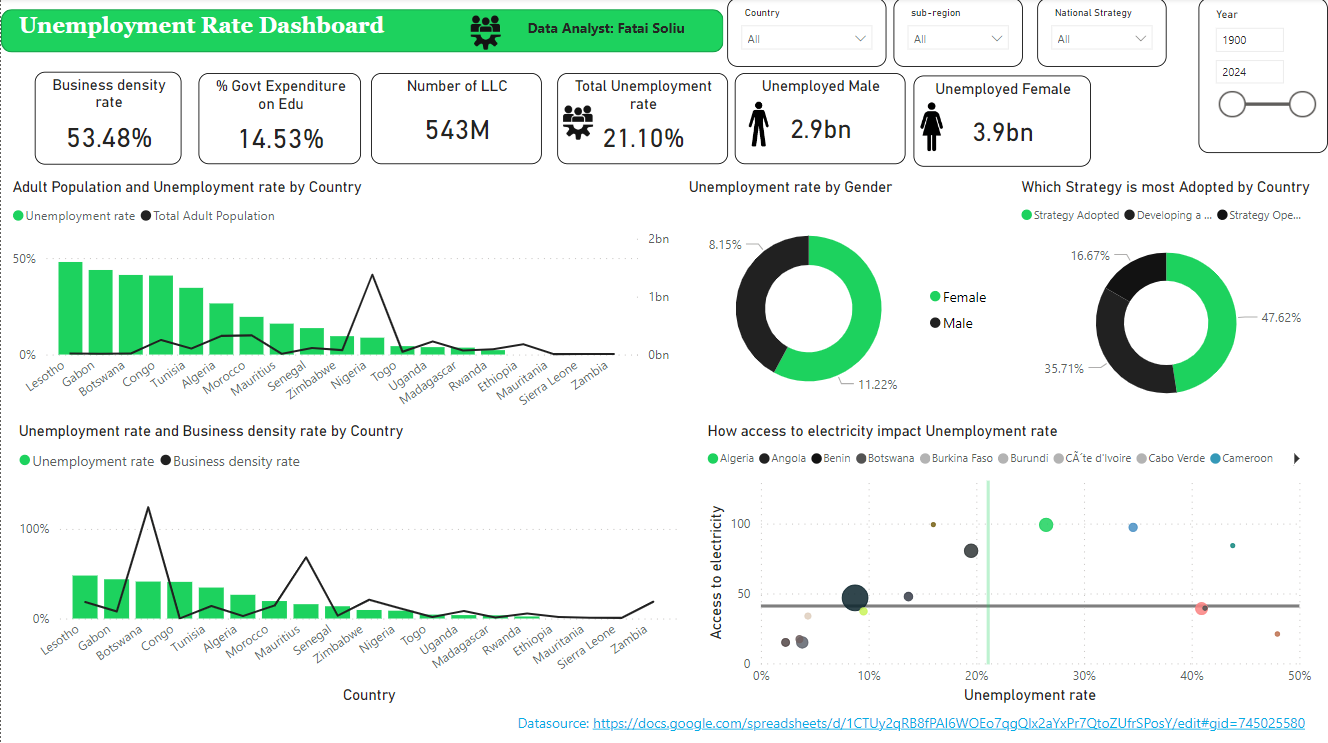 Unemployment Rate Dashboard
Data Analyst: Fatai Soliu
Country
All
sub-region
All
National Strategy
All
Year
1900
2024
Business density
rate
53.48%
% Govt Expenditure
on Edu
14.53%
Number of LLC
543M
Total Unemployment
rate
21.10%
Unemployed Male
2.9bn
Unemployed Female
3.9bn
Adult Population and Unemployment rate by Country
Unemployment rate Total Adult Population
50%
0%
2bn
1bn
0bn
Lesotho
Gabon
Botswana
Congo
Tunisia
Algeria
Morocco
Mauritius
Senegal
Zimbabwe
Nigeria
Togo
Uganda
Madagascar
Rwanda
Ethiopia
Mauritania
Sierra Leone
Zambia
Unemployment rate by Gender
8.15%
11.22%
Female
Male
Which Strategy is most Adopted by Country
Strategy Adopted Developing a ... Strategy Ope...
16.67%
47.62%
35.71%
Unemployment rate and Business density rate by Country
Unemployment rate Business density rate
100%
0%
Lesotho
Gabon
Botswana
Congo
Tunisia
Algeria
Morocco
Mauritius
Senegal
Zimbabwe
Nigeria
Togo
Uganda
Madagascar
Rwanda
Ethiopia
Mauritania
Sierra Leone
Zambia
Country
How access to electricity impact Unemployment rate
Algeria Angola Benin Botswana Burkina Faso Burundi CÃ´te d'Ivoire Cabo Verde Cameroon
Access to electricity
100
50
0
0% 10% 20% 30% 40% 50%
Unemployment rate
Datasource: https://docs.google.com/spreadsheets/d/1CTUy2qRB8fPAI6WOEo7qgQlx2aYxPr7QtoZUfrSPosY/edit#gid=745025580